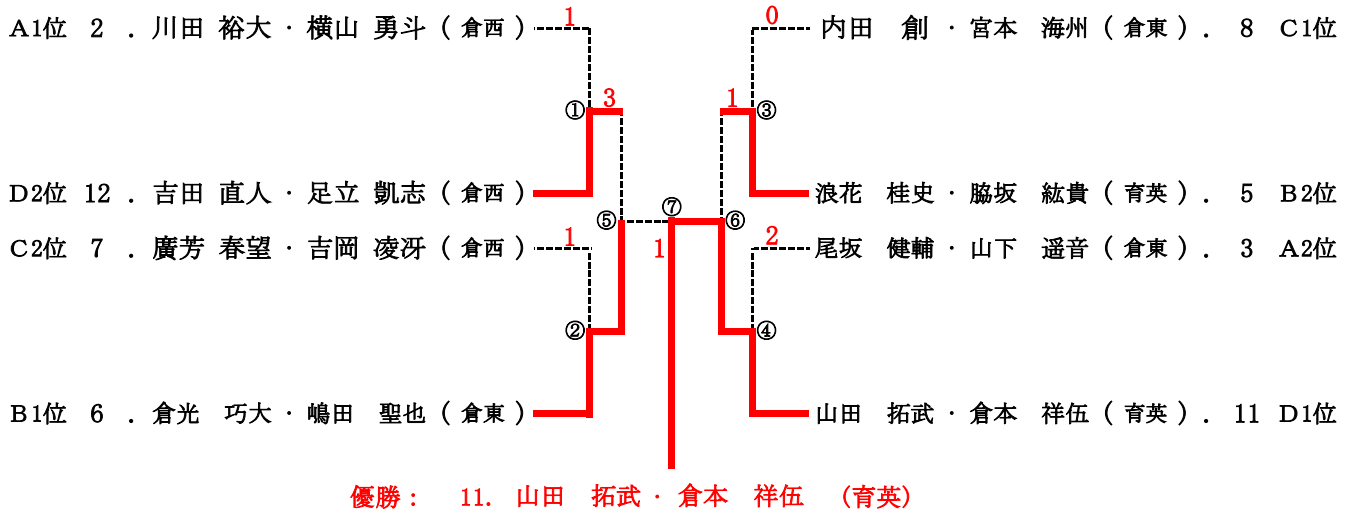 A1位 2 . 川田 裕大 · 横山 勇斗 ( 倉西 ) 1 0 内田 創 · 宮本 海州 ( 倉東 ) . 8 C1位
① 3 1 ③
D2位 12 . 吉田 直人 · 足立 凱志 ( 倉西 ) 浪花 桂史 · 脇坂 紘貴 ( 育英 ) . 5 B2位
⑤ ⑦ ⑥
C2位 7 . 廣芳 春望 · 吉岡 凌冴 ( 倉西 ) 1 1 2 尾坂 健輔 · 山下 遥音 ( 倉東 ) . 3 A2位
② ④
B1位 6 . 倉光 巧大 · 嶋田 聖也 ( 倉東 ) 山田 拓武 · 倉本 祥伍 ( 育英 ) . 11 D1位
優勝： 11. 山田 拓武 · 倉本 祥伍 (育英)